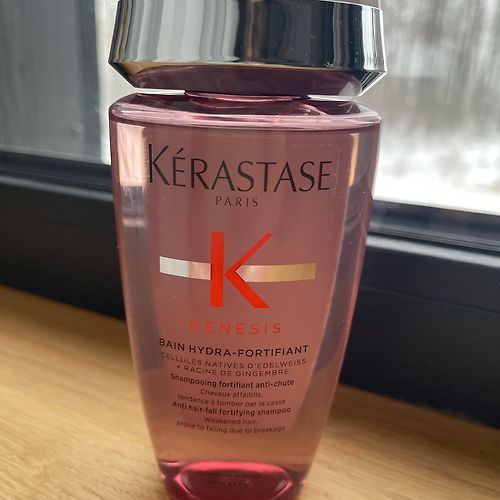 KÉRASTASE
PARIS
K
GENESIS
BAIN HYDRA-FORTIFIANT
CELLULES NATIVES D'EDELWEISS
+ RACINE DE GINGEMBRE
Shampooing fortifiant anti-chute
Cheveux affaiblis,
tendance à tomber par la casse
Anti hair-fall fortifying shampoo
Weakened hair,
prone to falling due to breakage